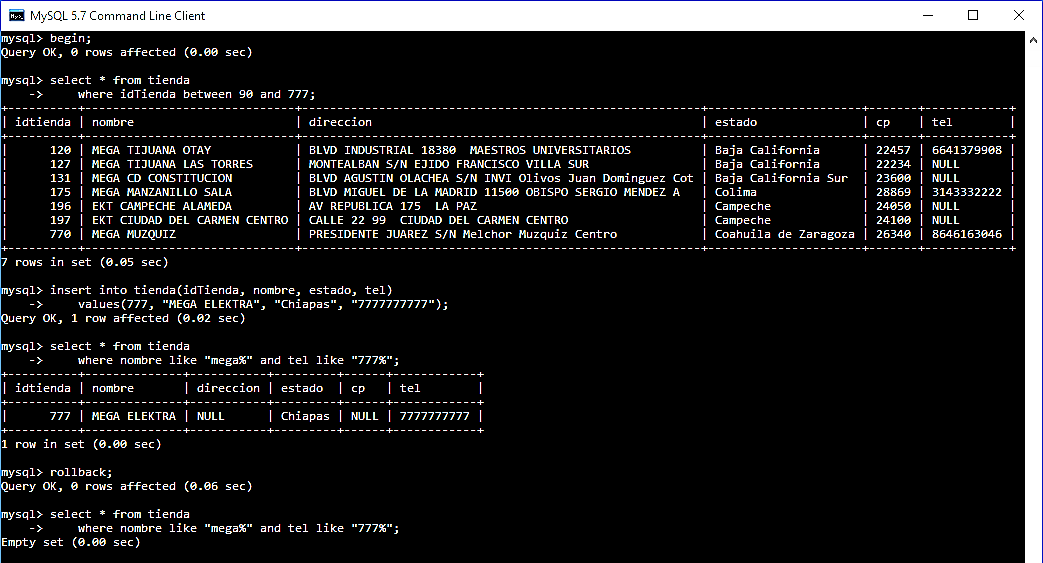 MySQL 5.7 Command Line Client
mysql> begin;
Query OK, 0 rows affected (0.00 sec)
mysql> select * from tienda
    ->     where idTienda between 90 and 777;
+----------+------------------------------+---------------------------------------------------------+----------------------+-------+------------+
| idtienda | nombre                       | direccion                                               | estado               | cp    | tel        |
+----------+------------------------------+---------------------------------------------------------+----------------------+-------+------------+
|      120 | MEGA TIJUANA OTAY            | BLVD INDUSTRIAL 18380  MAESTROS UNIVERSITARIOS          | Baja California      | 22457 | 6641379908 |
|      127 | MEGA TIJUANA LAS TORRES      | MONTEALBAN S/N EJIDO FRANCISCO VILLA SUR                | Baja California      | 22234 | NULL       |
|      131 | MEGA CD CONSTITUCION         | BLVD AGUSTIN OLACHEA S/N INVI Olivos Juan Dominguez Cot | Baja California Sur  | 23600 | NULL       |
|      175 | MEGA MANZANILLO SALA         | BLVD MIGUEL DE LA MADRID 11500 OBISPO SERGIO MENDEZ A   | Colima               | 28869 | 3143332222 |
|      196 | EKT CAMPECHE ALAMEDA         | AV REPUBLICA 175  LA PAZ                                | Campeche             | 24050 | NULL       |
|      197 | EKT CIUDAD DEL CARMEN CENTRO | CALLE 22 99  CIUDAD DEL CARMEN CENTRO                   | Campeche             | 24100 | NULL       |
|      770 | MEGA MUZQUIZ                 | PRESIDENTE JUAREZ S/N Melchor Muzquiz Centro            | Coahuila de Zaragoza | 26340 | 8646163046 |
+----------+------------------------------+---------------------------------------------------------+----------------------+-------+------------+
7 rows in set (0.05 sec)
mysql> insert into tienda(idTienda, nombre, estado, tel)
    ->     values(777, "MEGA ELEKTRA", "Chiapas", "7777777777");
Query OK, 1 row affected (0.02 sec)
mysql> select * from tienda
    ->     where nombre like "mega%" and tel like "777%";
+----------+--------------+-----------+---------+------+------------+
| idtienda | nombre       | direccion | estado  | cp   | tel        |
+----------+--------------+-----------+---------+------+------------+
|      777 | MEGA ELEKTRA | NULL      | Chiapas | NULL | 7777777777 |
+----------+--------------+-----------+---------+------+------------+
1 row in set (0.00 sec)
mysql> rollback;
Query OK, 0 rows affected (0.06 sec)
mysql> select * from tienda
    ->     where nombre like "mega%" and tel like "777%";
Empty set (0.00 sec)